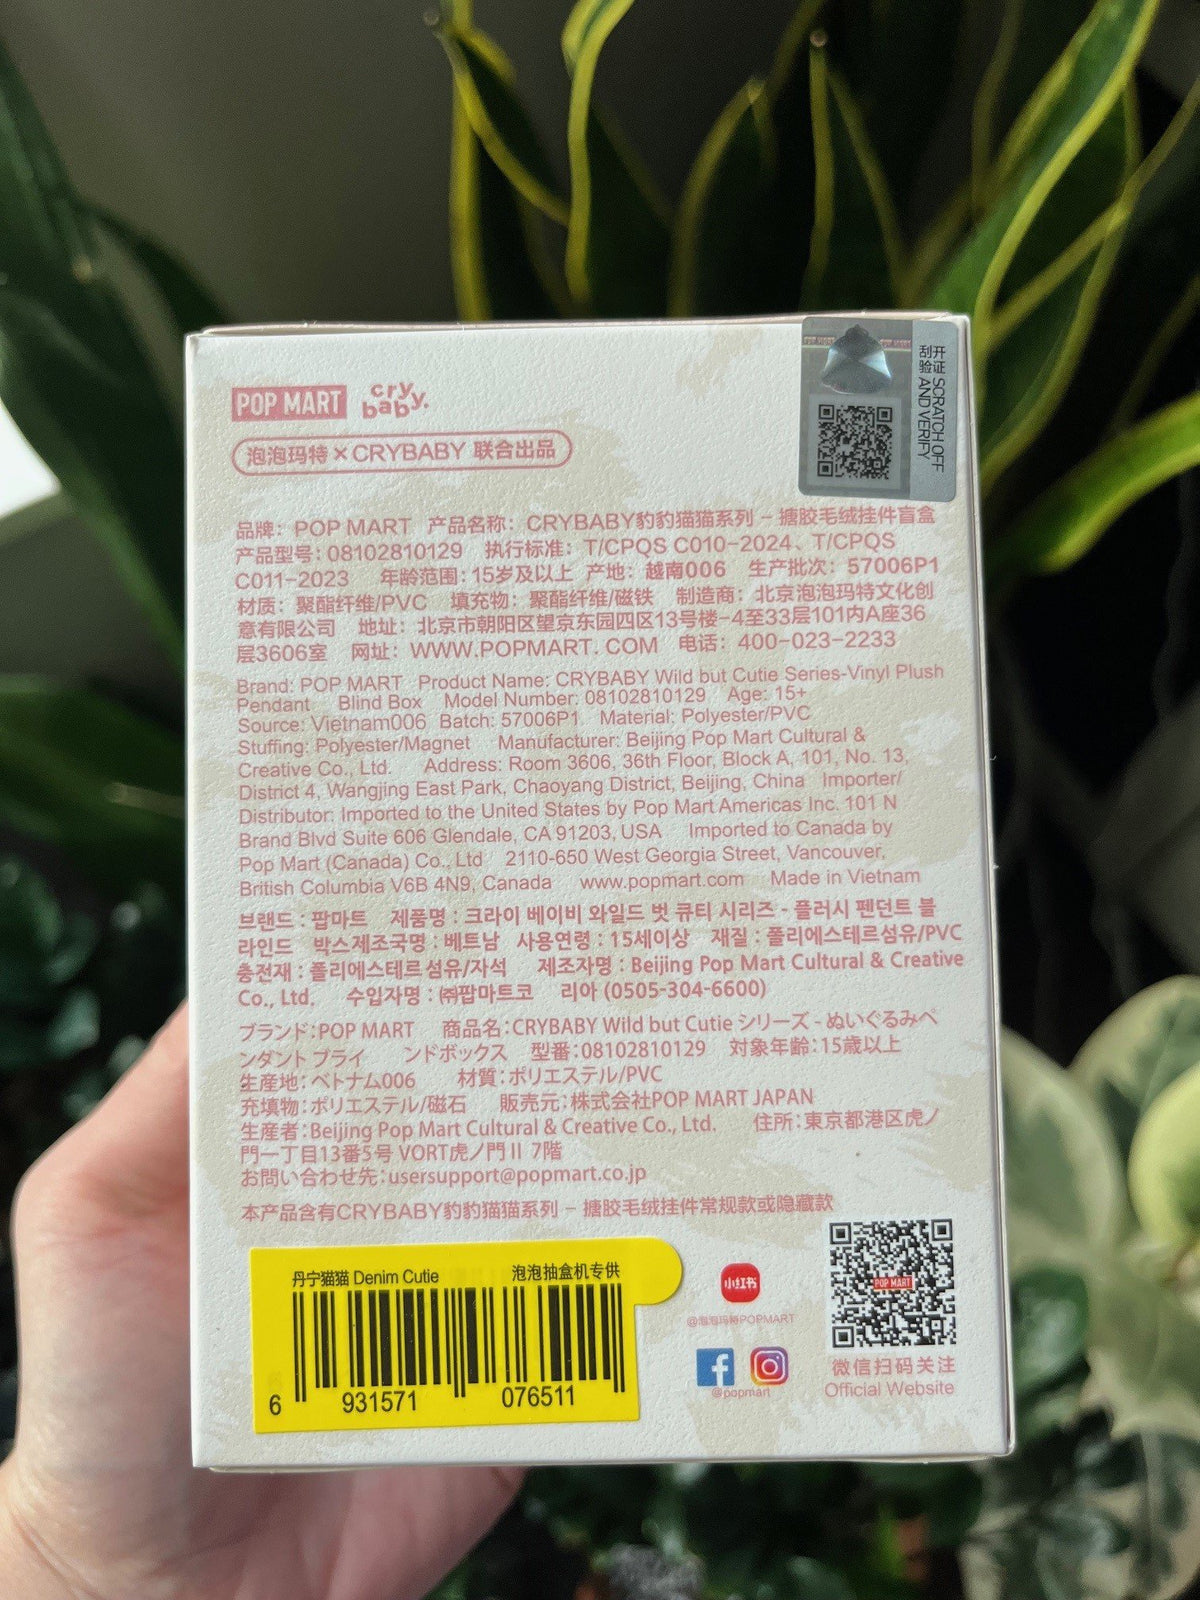 POP MART cry baby.
泡泡玛特×CRYBABY 联合出品
开证 SCRATCH OFF
刮验 AND VERIFY
品牌：POP MART 产品名称：CRYBABY豹豹猫猫系列－搪胶毛绒挂件盲盒
产品型号：08102810129 执行标准：T/CPQS C010-2024、T/CPQS
C011-2023 年龄范围：15岁及以上 产地：越南006 生产批次：57006P1
材质：聚酯纤维/PVC 填充物：聚酯纤维/磁铁 制造商：北京泡泡玛特文化创
意有限公司 地址：北京市朝阳区望京东园四区13号楼-4至33层101内A座36
层3606室 网址：WWW.POPMART.COM 电话：400-023-2233
Brand: POP MART Product Name: CRYBABY Wild but Cutie Series-Vinyl Plush
Pendant Blind Box Model Number: 08102810129 Age: 15+
Source: Vietnam006 Batch: 57006P1 Material: Polyester/PVC
Stuffing: Polyester/Magnet Manufacturer: Beijing Pop Mart Cultural &
Creative Co., Ltd. Address: Room 3606, 36th Floor, Block A, 101, No. 13,
District 4, Wangjing East Park, Chaoyang District, Beijing, China Importer/
Distributor: Imported to the United States by Pop Mart Americas Inc. 101 N
Brand Blvd Suite 606 Glendale, CA 91203, USA Imported to Canada by
Pop Mart (Canada) Co., Ltd 2110-650 West Georgia Street, Vancouver,
British Columbia V6B 4N9, Canada www.popmart.com Made in Vietnam
브랜드 : 팝마트 제품명 : 크라이 베이비 와일드 벗 큐티 시리즈 - 플러시 펜던트 블
라인드 박스제조국명 : 베트남 사용연령 : 15세이상 재질 : 폴리에스테르섬유/PVC
충전재 : 폴리에스테르섬유/자석 제조자명 : Beijing Pop Mart Cultural & Creative
Co., Ltd. 수입자명 : ㈜팝마트코 리아 (0505-304-6600)
ブランド：POP MART 商品名：CRYBABY Wild but Cutie シリーズ - ぬいぐるみペ
ンダント ブライ ンドボックス 型番：08102810129 対象年齢：15歳以上
生産地：ベトナム006 材質：ポリエステル/PVC
充填物：ポリエステル/磁石 販売元：株式会社POP MART JAPAN
生産者：Beijing Pop Mart Cultural & Creative Co., Ltd. 住所：東京都港区虎ノ
門一丁目13番5号 VORT虎ノ門Ⅱ 7階
お問い合わせ先：usersupport@popmart.co.jp
本产品含有CRYBABY豹豹猫猫系列－搪胶毛绒挂件常规款或隐藏款
丹宁猫猫 Denim Cutie 泡泡抽盒机专供
6 931571 076511
小红书
@泡泡玛特POPMART
@popmart
POP MART
微信扫码关注
Official Website